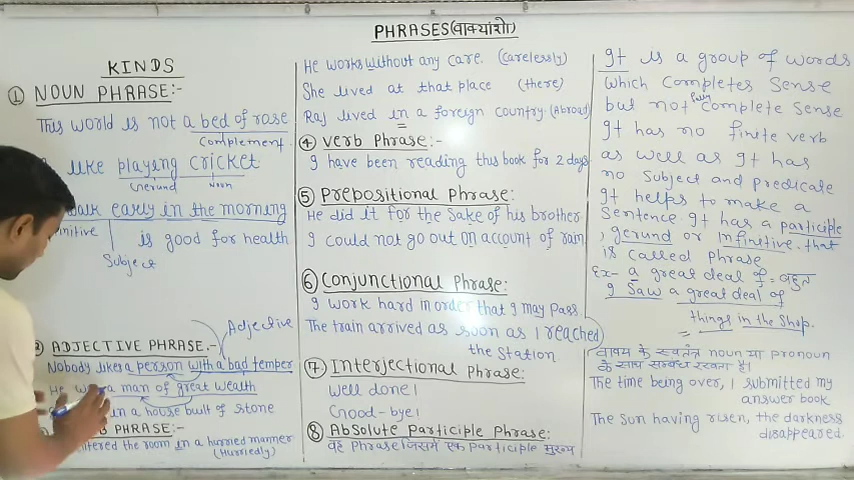 PHRASES(वाक्यांशो)
KINDS
① NOUN PHRASE:-
This world is not a bed of rose
Complement
like playing cricket
Gerund Noun
walk early in the morning
is good for health
Subject
Adjective
ADJECTIVE PHRASE.-
Nobody likes a person with a bad temper
He was a man of great wealth
in a house built of stone
PHRASE:-
the room in a hurried manner
(Hurriedly)
He works without any care. (carelessly)
She lived at that place (there)
Raj lived in a foreign country (Abroad)
④ Verb Phrase:-
I have been reading this book for 2 days
⑤ Prepositional Phrase:
He did it for the sake of his brother
I could not go out on account of rain
⑥ Conjunctional Phrase:
I work hard in order that I may pass.
The train arrived as soon as I reached
the Station
⑦ Interjectional Phrase:
Well done!
Good-bye!
⑧ Absolute Participle Phrase:
वह Phrase जिसमें एक Participle मुख्य
It is a group of words
which completes sense
but not fully complete sense
It has no finite verb
as well as It has
no subject and predicate
It helps to make a
sentence. It has a participle
, gerund or Infinitive. that
is called Phrase
Ex- a great deal of = बहुत
I saw a great deal of
things in the shop.
वाक्य के स्वतंत्र noun या pronoun
के साथ सम्बन्ध रखता है।
The time being over, I submitted my
answer book
The sun having risen, the darkness
disappeared.